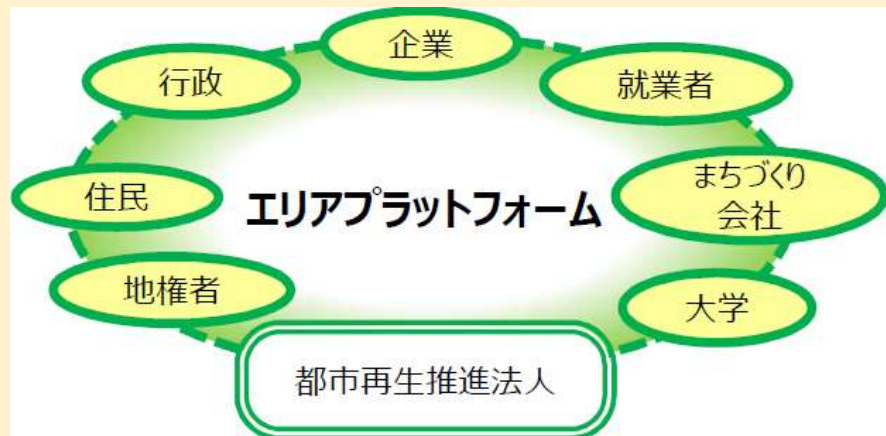 企業
行政
就業者
住民
エリアプラットフォーム
まちづくり
会社
地権者
大学
都市再生推進法人